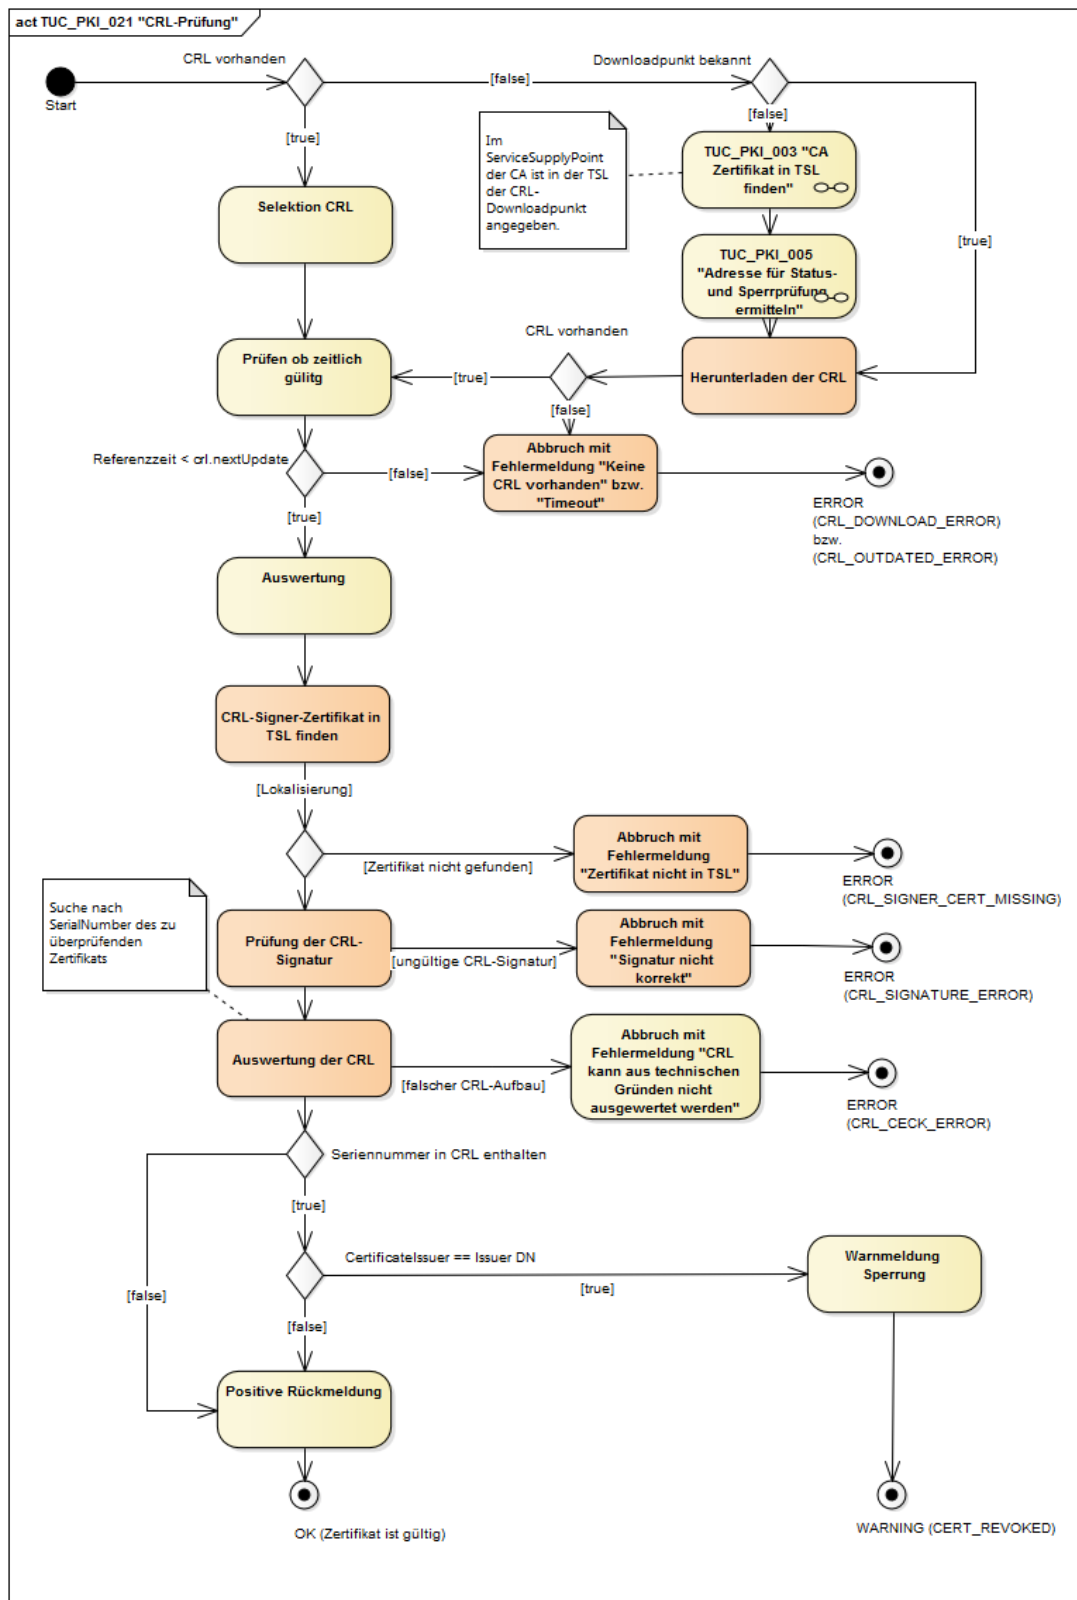 act TUC_PKI_021 "CRL-Prüfung"
CRL vorhanden
Downloadpunkt bekannt
Start
[false]
[false]
[true]
Im
ServiceSupplyPoint
der CA ist in der TSL
der CRL-
Downloadpunkt
angegeben.
TUC_PKI_003 "CA
Zertifikat in TSL
finden"
Selektion CRL
[true]
TUC_PKI_005
"Adresse für Status-
und Sperrprüfung
ermitteln"
CRL vorhanden
Prüfen ob zeitlich
gülitg
[true]
Herunterladen der CRL
[false]
Referenzzeit < crl.nextUpdate
[false]
Abbruch mit
Fehlermeldung "Keine
CRL vorhanden" bzw.
"Timeout"
ERROR
(CRL_DOWNLOAD_ERROR)
bzw.
(CRL_OUTDATED_ERROR)
[true]
Auswertung
CRL-Signer-Zertifikat in
TSL finden
[Lokalisierung]
[Zertifikat nicht gefunden]
Abbruch mit
Fehlermeldung
"Zertifikat nicht in TSL"
ERROR
(CRL_SIGNER_CERT_MISSING)
Suche nach
SerialNumber des zu
überprüfenden
Zertifikats
Prüfung der CRL-
Signatur
[ungültige CRL-Signatur]
Abbruch mit
Fehlermeldung
"Signatur nicht
korrekt"
ERROR
(CRL_SIGNATURE_ERROR)
Auswertung der CRL
[falscher CRL-Aufbau]
Abbruch mit
Fehlermeldung "CRL
kann aus technischen
Gründen nicht
ausgewertet werden"
ERROR
(CRL_CECK_ERROR)
Seriennummer in CRL enthalten
[true]
CertificateIssuer == Issuer DN
[true]
Warnmeldung
Sperrung
[false]
[false]
Positive Rückmeldung
OK (Zertifikat ist gültig)
WARNING (CERT_REVOKED)